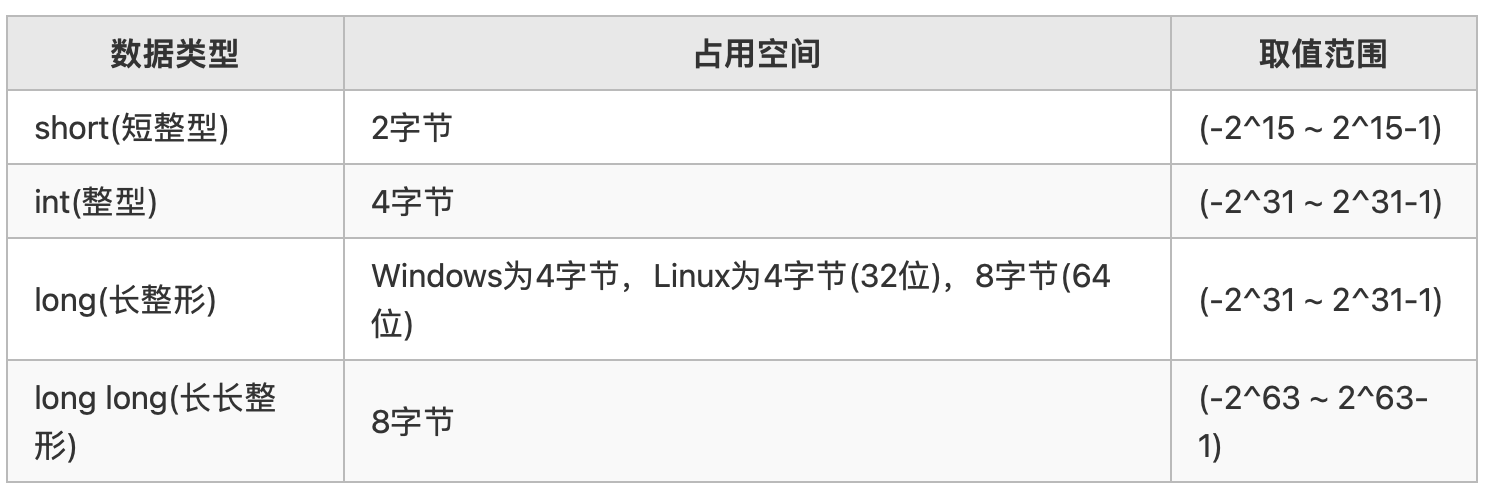 数据类型 占用空间 取值范围
short(短整型) 2字节 (-2^15 ~ 2^15-1)
int(整型) 4字节 (-2^31 ~ 2^31-1)
long(长整形) Windows为4字节，Linux为4字节(32位)，8字节(64
位) (-2^31 ~ 2^31-1)
long long(长长整
形) 8字节 (-2^63 ~ 2^63-
1)